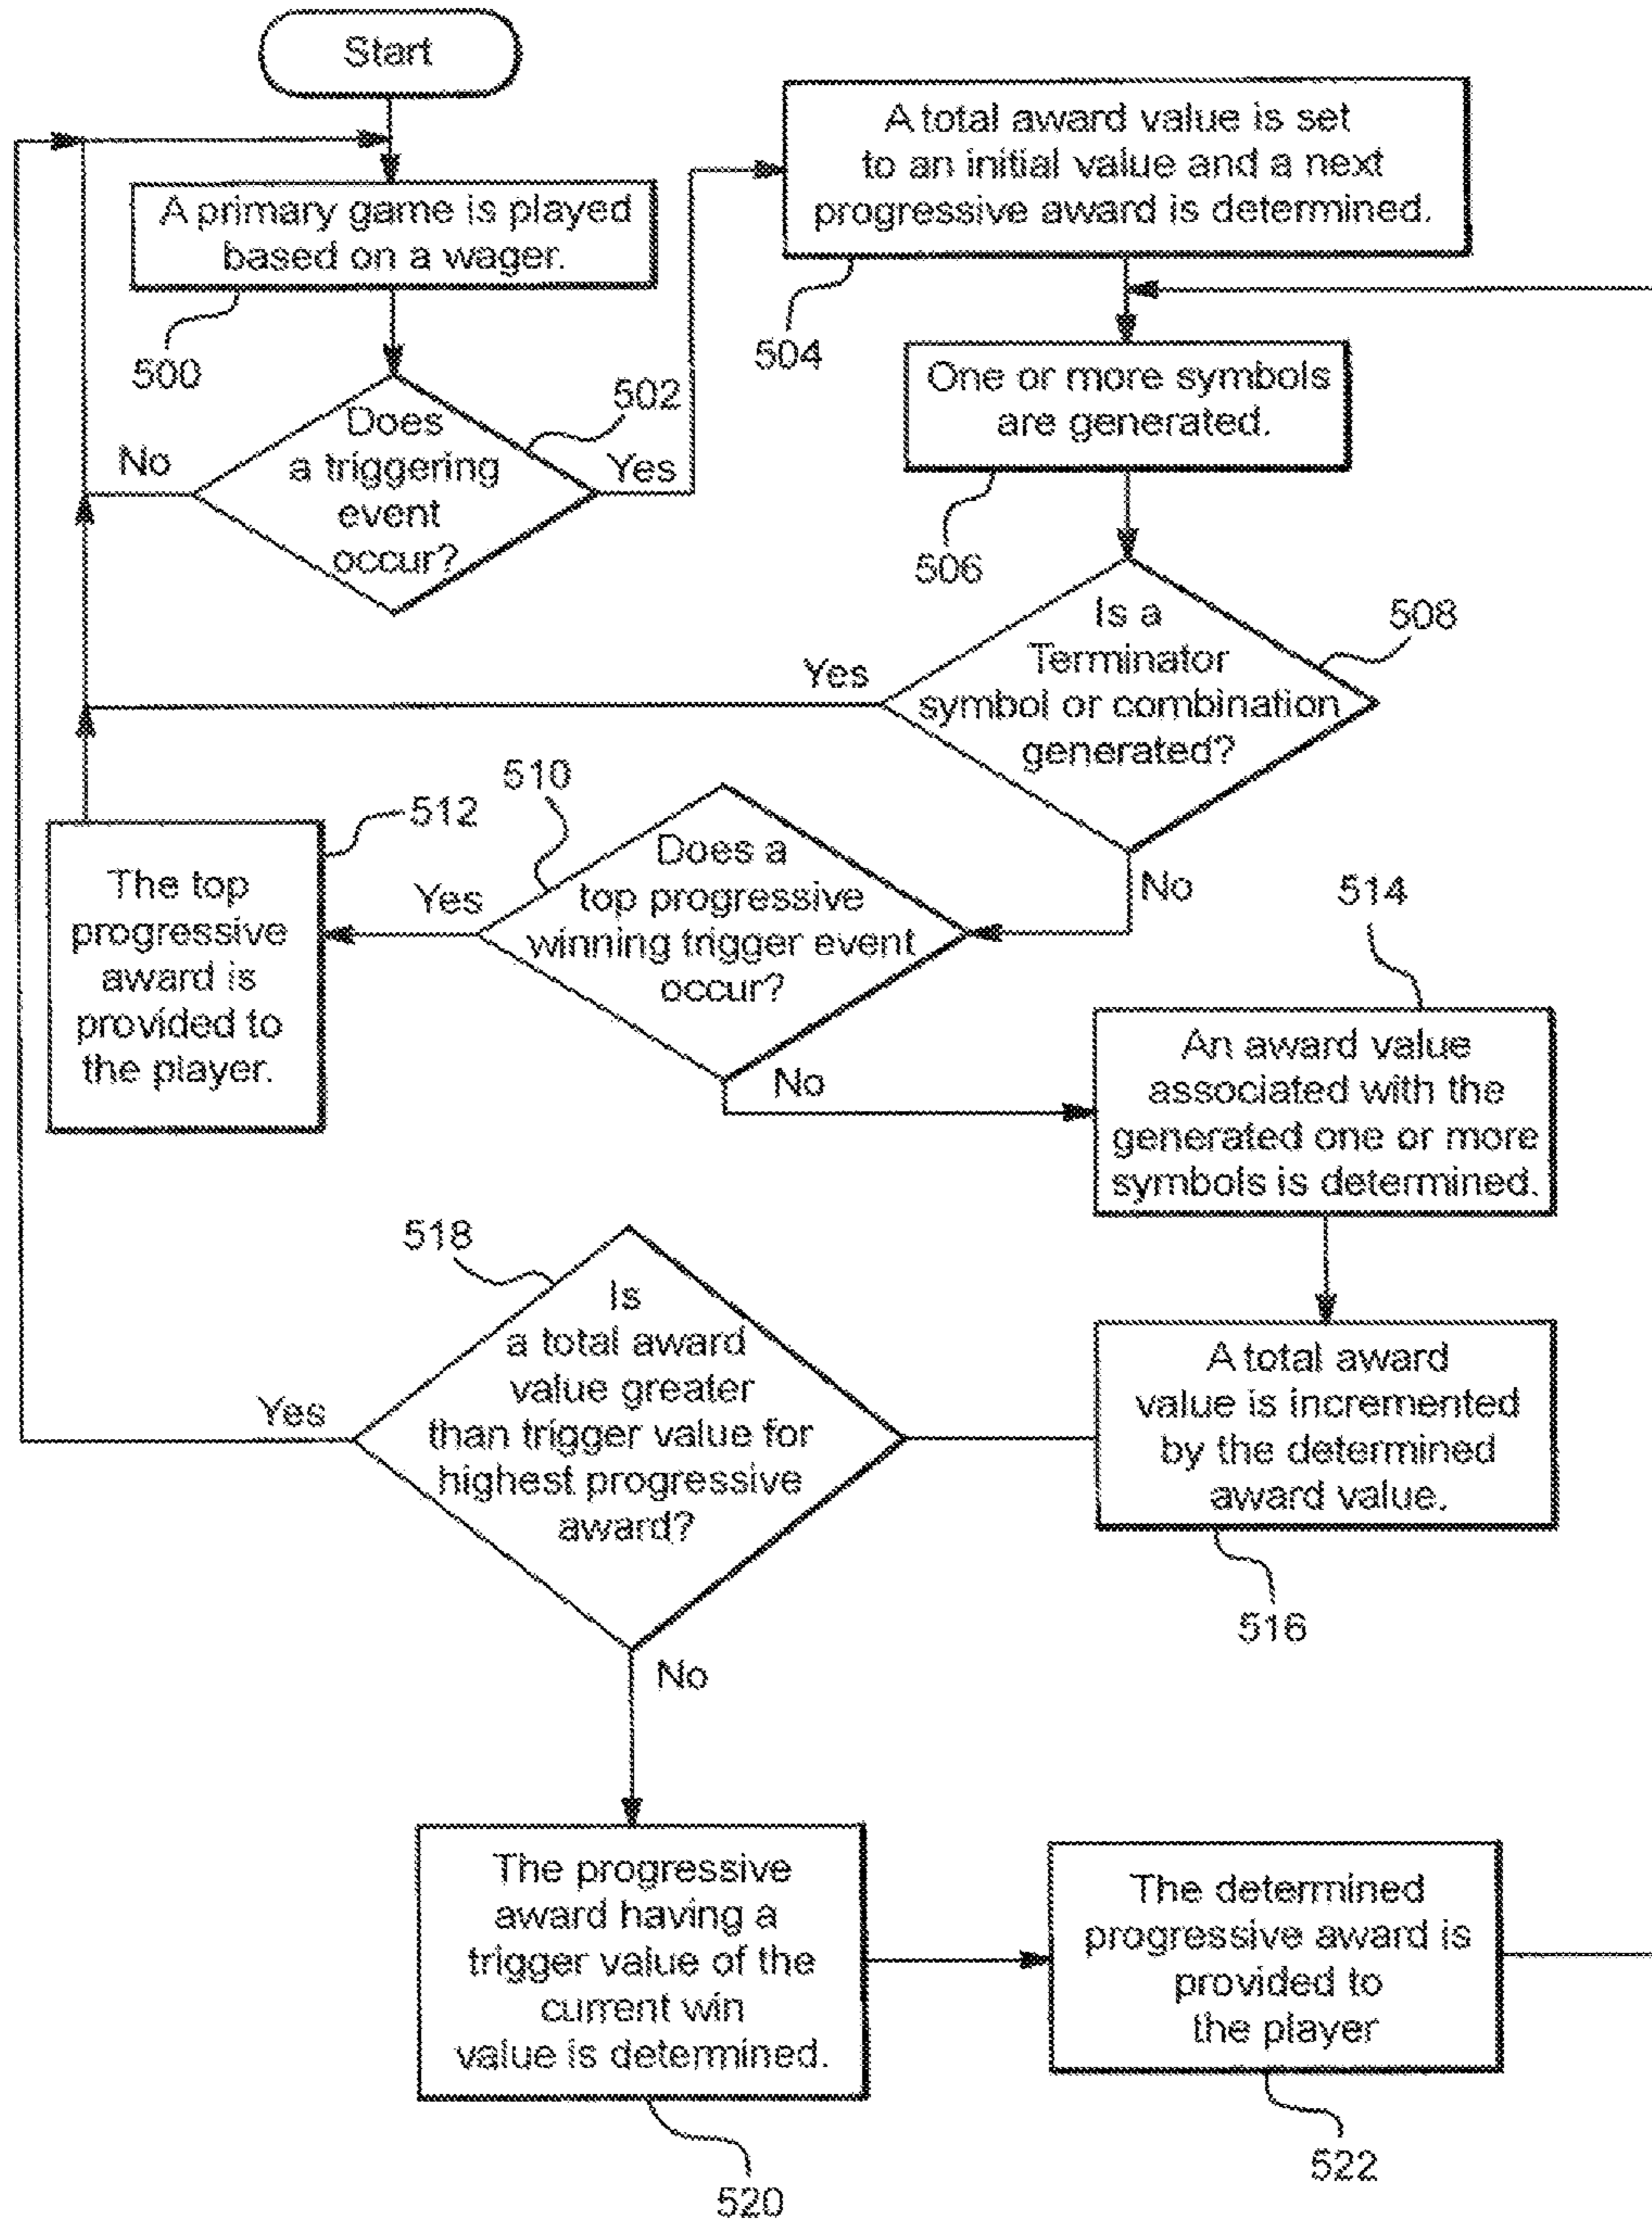 Start
A primary game is played
based on a wager.
500
Does
a triggering
event
occur?
502
No
Yes
A total award value is set
to an initial value and a next
progressive award is determined.
504
One or more symbols
are generated.
506
Is a
Terminator
symbol or combination
generated?
508
Yes
No
Does a
top progressive
winning trigger event
occur?
510
Yes
No
The top
progressive
award is
provided to
the player.
512
An award value
associated with the
generated one or more
symbols is determined.
514
A total award
value is incremented
by the determined
award value.
516
Is
a total award
value greater
than trigger value for
highest progressive
award?
518
Yes
No
The progressive
award having a
trigger value of the
current win
value is determined.
520
The determined
progressive award is
provided to
the player
522